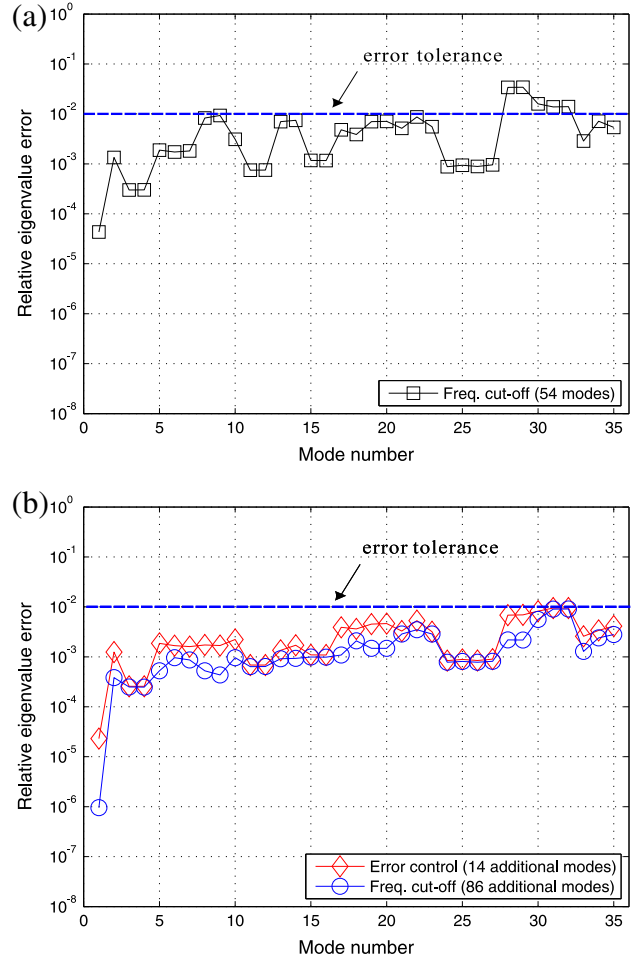 (a)
10^0
error tolerance
10^-1
10^-2
10^-3
10^-4
10^-5
10^-6
10^-7
10^-8
Relative eigenvalue error
Freq. cut-off (54 modes)
0 5 10 15 20 25 30 35
Mode number
(b)
10^0
10^-1
error tolerance
10^-2
10^-3
10^-4
10^-5
10^-6
10^-7
10^-8
Relative eigenvalue error
Error control (14 additional modes)
Freq. cut-off (86 additional modes)
0 5 10 15 20 25 30 35
Mode number